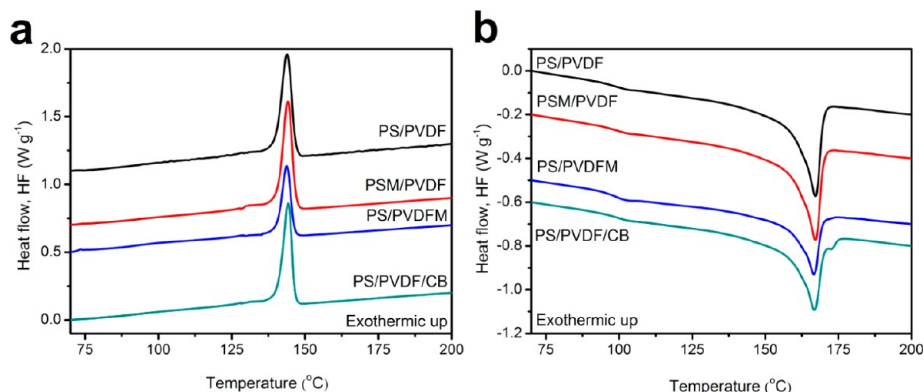 a
2.0
1.5
1.0
0.5
0.0
Heat flow, HF (W g⁻¹)
PS/PVDF
PSM/PVDF
PS/PVDFM
PS/PVDF/CB
Exothermic up
75 100 125 150 175 200
Temperature (°C)
b
0.0
-0.2
-0.4
-0.6
-0.8
-1.0
-1.2
Heat flow, HF (W g⁻¹)
PS/PVDF
PSM/PVDF
PS/PVDFM
PS/PVDF/CB
Exothermic up
75 100 125 150 175 200
Temperature (°C)